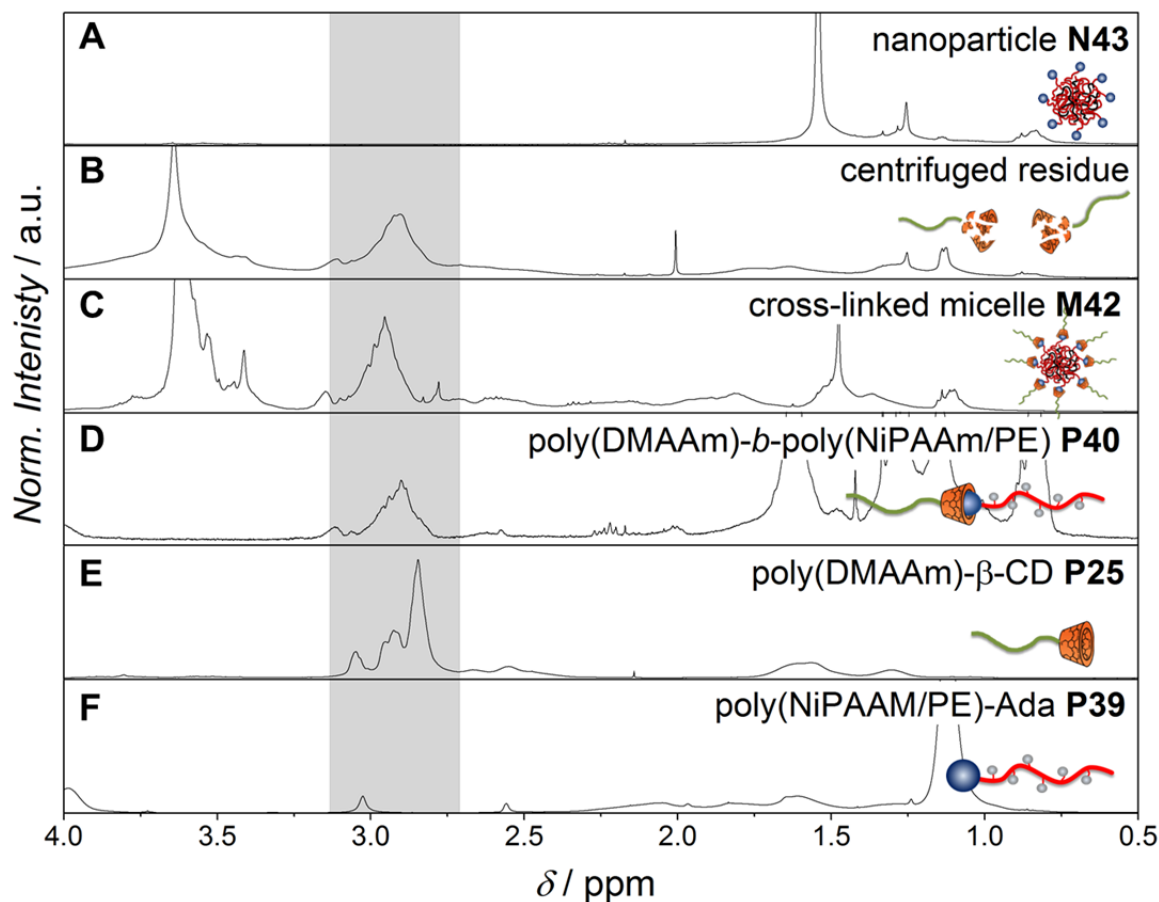 A
nanoparticle N43
B
centrifuged residue
C
cross-linked micelle M42
D
poly(DMAAm)-b-poly(NiPAAm/PE) P40
E
poly(DMAAm)-β-CD P25
F
poly(NiPAAM/PE)-Ada P39
Norm. Intenisty / a.u.
4.0 3.5 3.0 2.5 2.0 1.5 1.0 0.5
δ / ppm